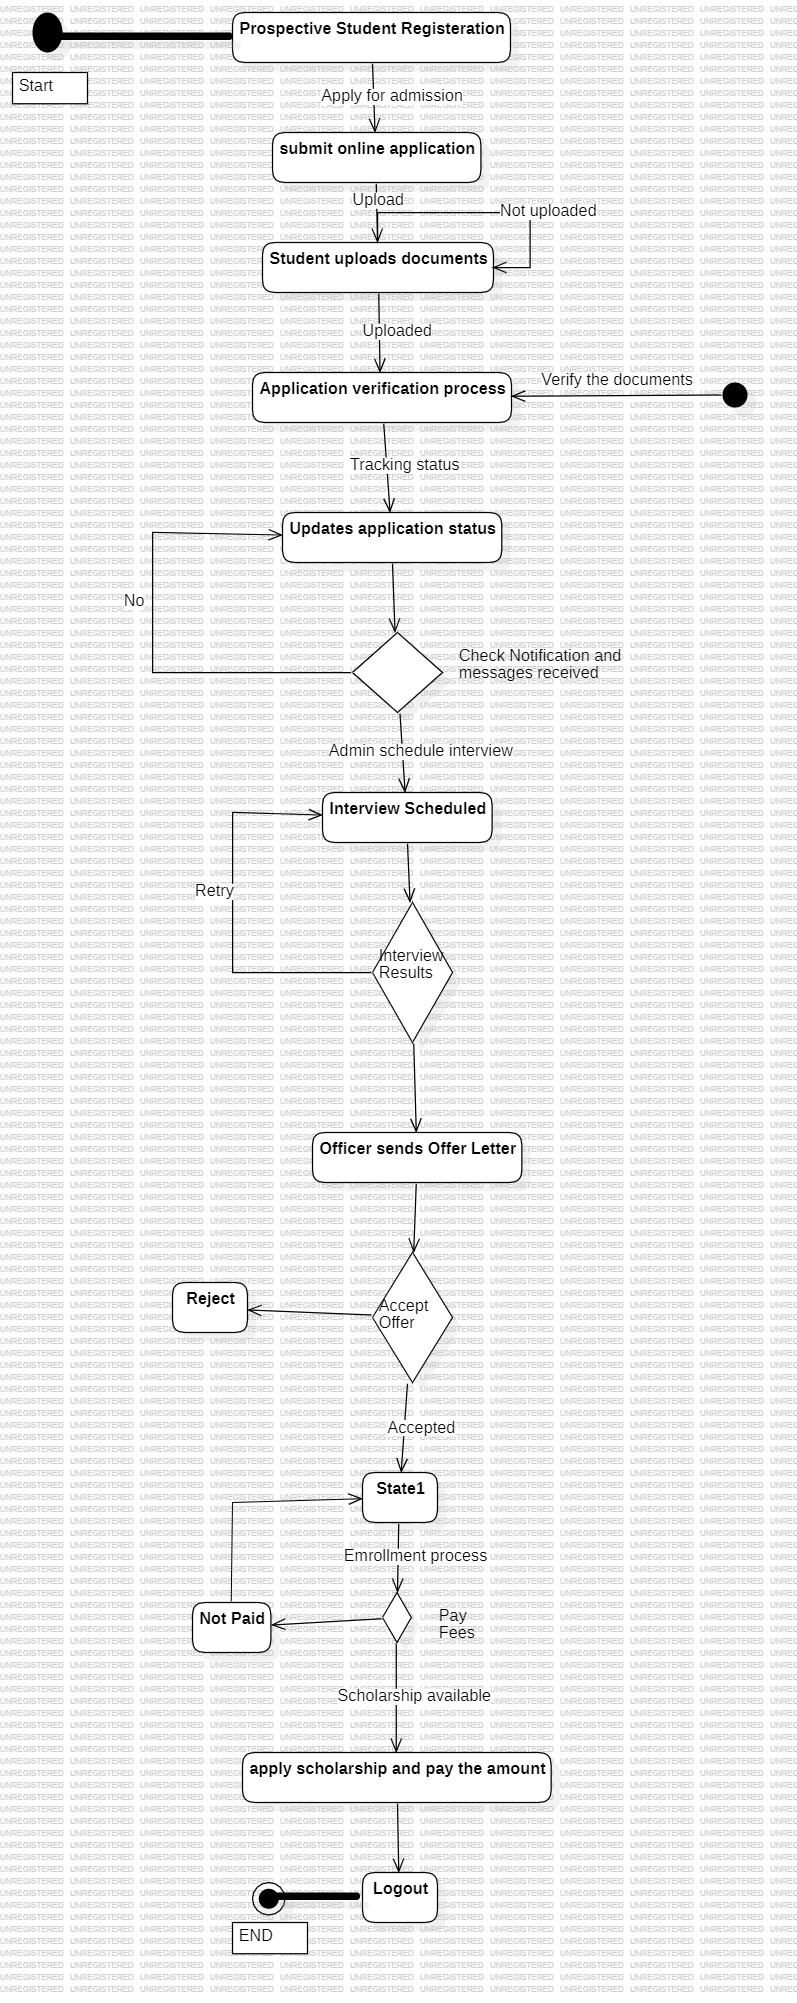 Prospective Student Registeration
Start
Apply for admission
submit online application
Upload
Not uploaded
Student uploads documents
Uploaded
Verify the documents
Application verification process
Tracking status
Updates application status
No
Check Notification and
messages received
Admin schedule interview
Interview Scheduled
Retry
Interview
Results
Officer sends Offer Letter
Reject
Accept
Offer
Accepted
State1
Emrollment process
Not Paid
Pay
Fees
Scholarship available
apply scholarship and pay the amount
Logout
END
UNREGISTERED